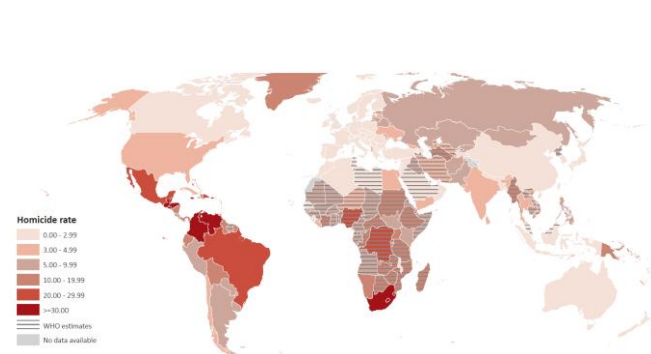 Homicide rate
0.00 - 2.99
3.00 - 4.99
5.00 - 9.99
10.00 - 19.99
20.00 - 29.99
>=30.00
WHO estimates
No data available